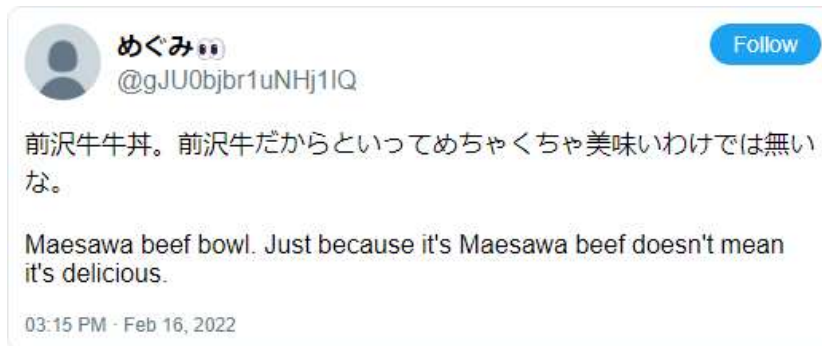 めぐみ👀
Follow
@gJU0bjbr1uNHj1lQ
前沢牛牛丼。前沢牛だからといってめちゃくちゃ美味いわけでは無い
な。
Maesawa beef bowl. Just because it's Maesawa beef doesn't mean
it's delicious.
03:15 PM · Feb 16, 2022